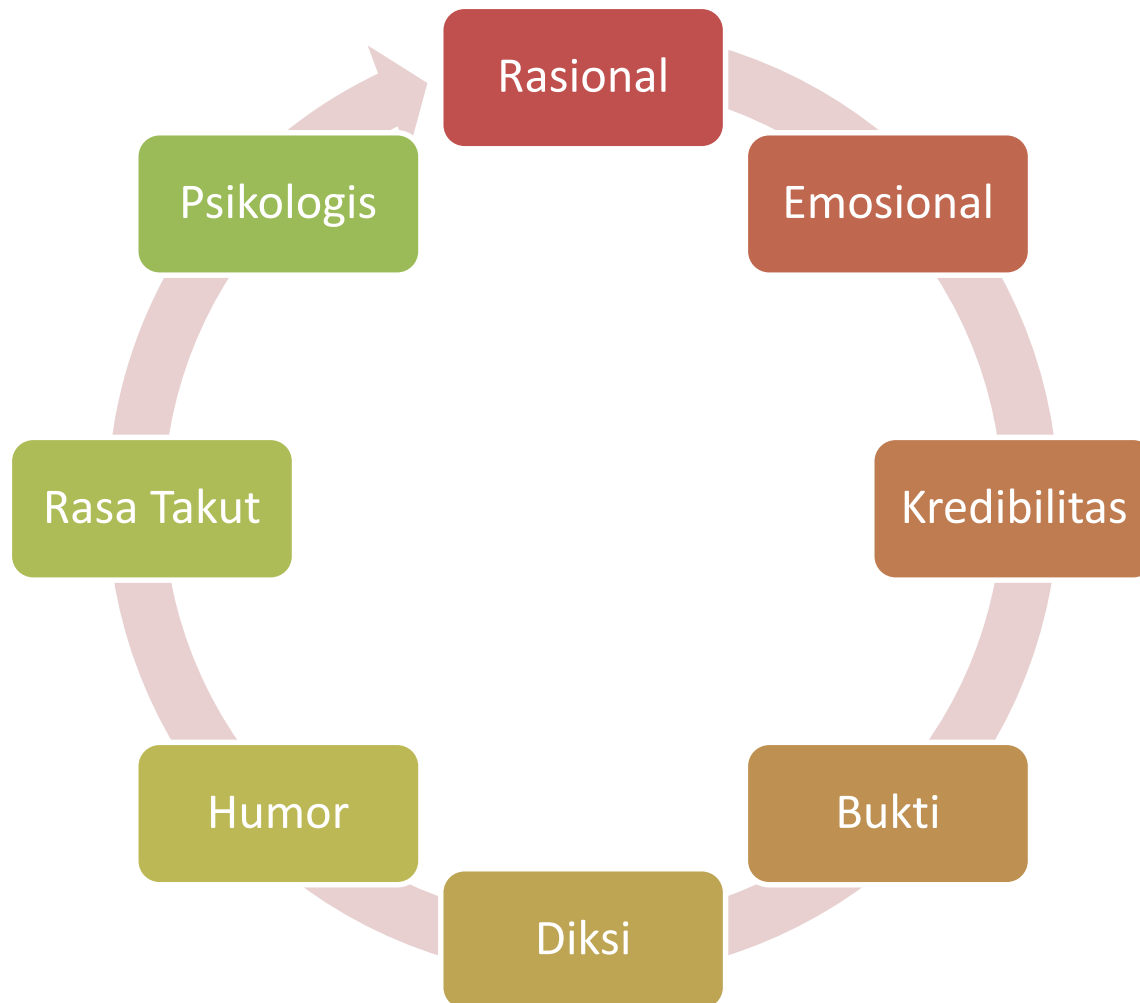 Rasional
Emosional
Kredibilitas
Bukti
Diksi
Humor
Rasa Takut
Psikologis